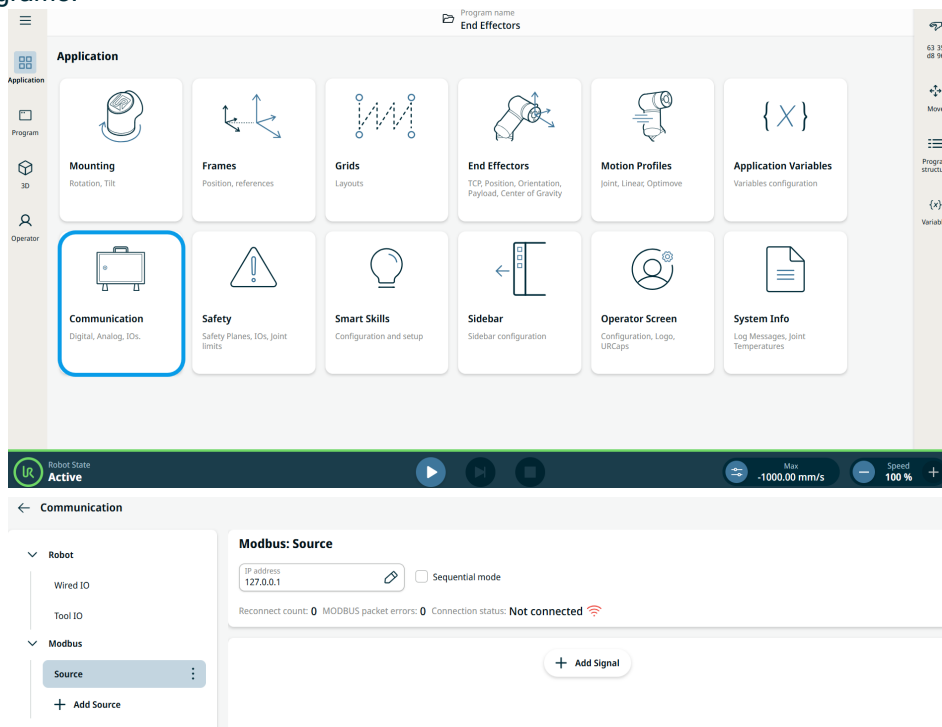 Program name
End Effectors
Application
Application
Program
3D
Operator
Mounting
Rotation, Tilt
Frames
Position, references
Grids
Layouts
End Effectors
TCP, Position, Orientation,
Payload, Center of Gravity
Motion Profiles
Joint, Linear, Optimove
{ X }
Application Variables
Variables configuration
Communication
Digital, Analog, IOs.
Safety
Safety Planes, IOs, Joint
limits
Smart Skills
Configuration and setup
Sidebar
Sidebar configuration
Operator Screen
Configuration, Logo,
URCaps
System Info
Log Messages, Joint
Temperatures
Move
{x}
UR
Robot State
Active
Max
-1000.00 mm/s
Speed
100 %
Communication
Robot
Wired IO
Tool IO
Modbus
Source
+ Add Source
Modbus: Source
IP address
127.0.0.1
Sequential mode
Reconnect count: 0 MODBUS packet errors: 0 Connection status: Not connected
+ Add Signal